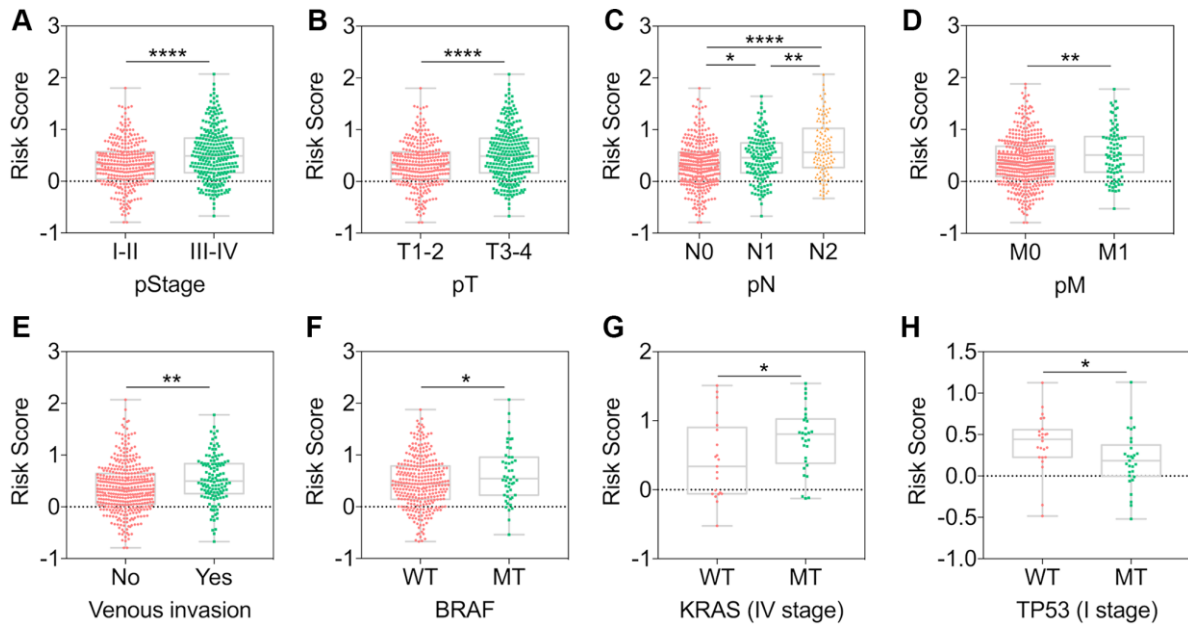 A
Risk Score
3
2
1
0
-1
****
I-II III-IV
pStage
B
Risk Score
3
2
1
0
-1
****
T1-2 T3-4
pT
C
Risk Score
3
2
1
0
-1
****
* **
N0 N1 N2
pN
D
Risk Score
3
2
1
0
-1
**
M0 M1
pM
E
Risk Score
3
2
1
0
-1
**
No Yes
Venous invasion
F
Risk Score
3
2
1
0
-1
*
WT MT
BRAF
G
Risk Score
2
1
0
-1
*
WT MT
KRAS (IV stage)
H
Risk Score
1.5
1.0
0.5
0.0
-0.5
-1.0
*
WT MT
TP53 (I stage)